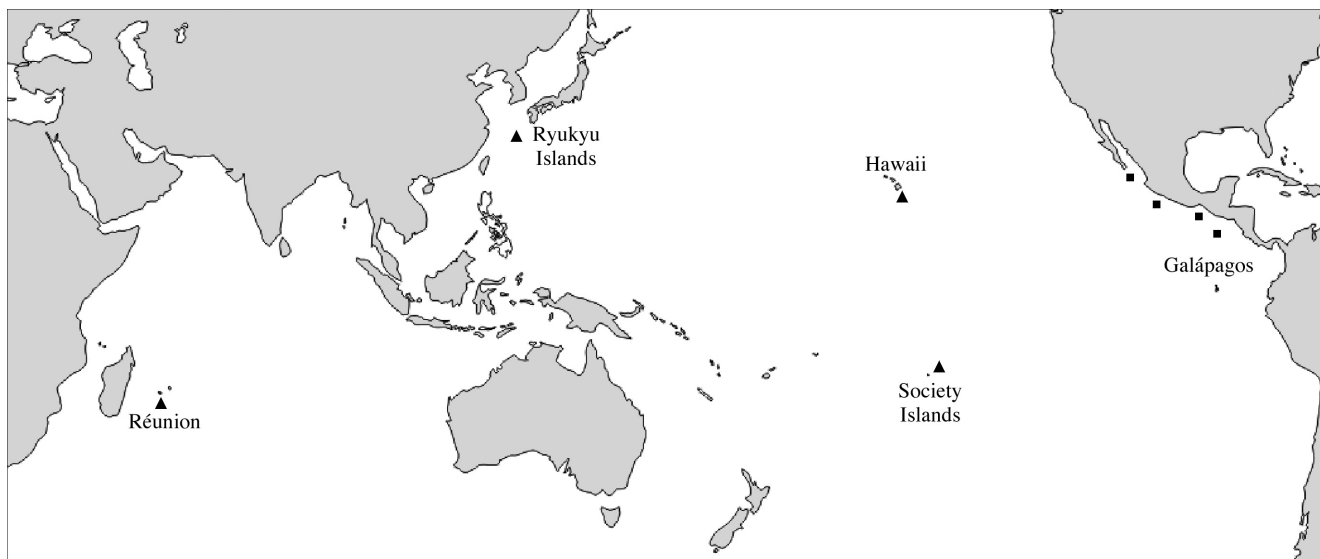 Ryukyu
Islands
Hawaii
Galápagos
Society
Islands
Réunion